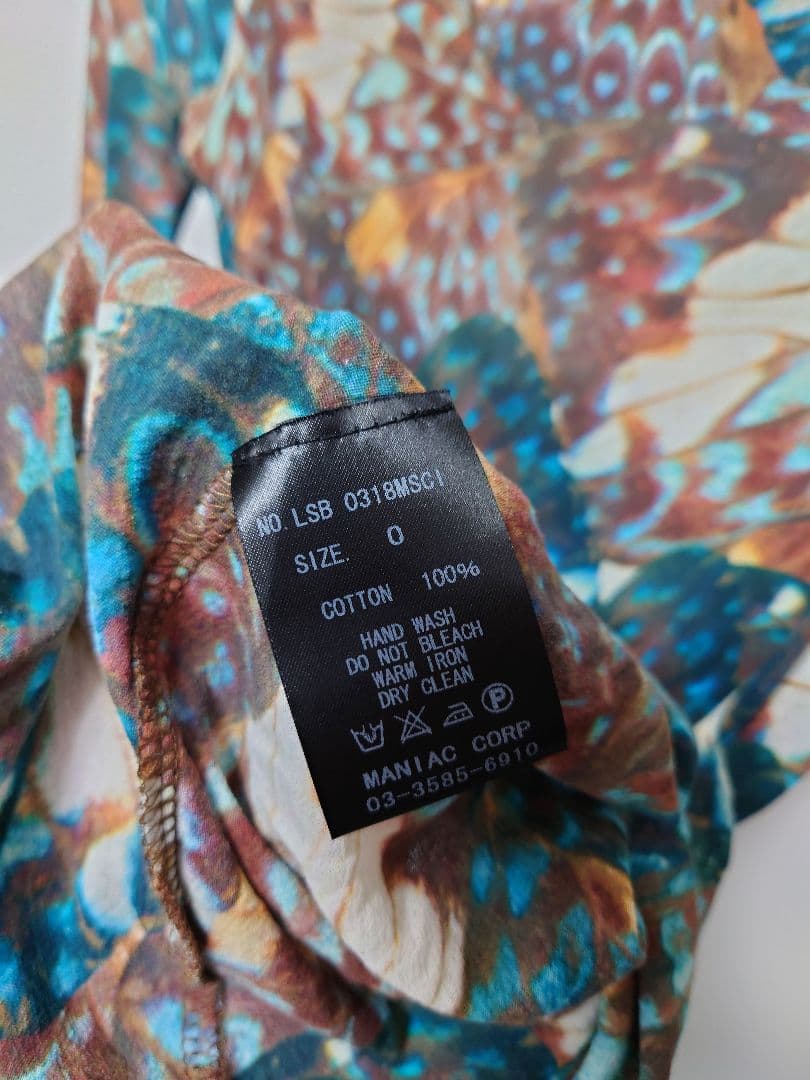 NO. LSB 0318MSCI
SIZE. 0
COTTON 100%
HAND WASH
DO NOT BLEACH
WARM IRON
DRY CLEAN
P
MANIAC CORP
03-3585-6910